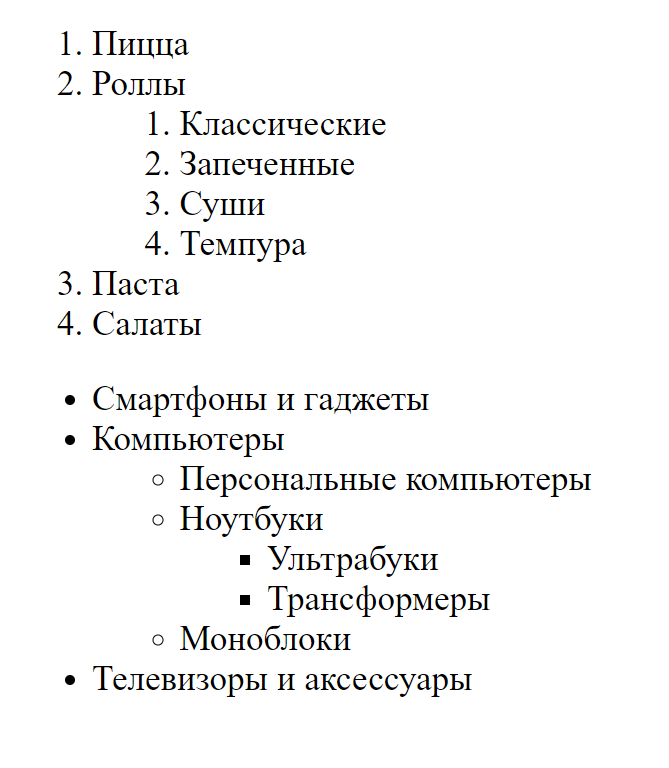 1. Пицца
2. Роллы
1. Классические
2. Запеченные
3. Суши
4. Темпура
3. Паста
4. Салаты
• Смартфоны и гаджеты
• Компьютеры
○ Персональные компьютеры
○ Ноутбуки
▪ Ультрабуки
▪ Трансформеры
○ Моноблоки
• Телевизоры и аксессуары